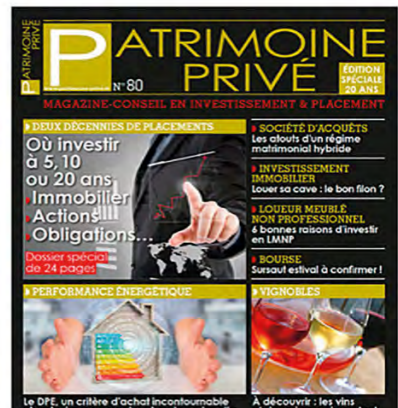 PATRIMOINE
PRIVÉ
PATRIMOINE
PRIVÉ
N° 80
ÉDITION
SPÉCIALE
20 ANS
MAGAZINE-CONSEIL EN INVESTISSEMENT & PLACEMENT
DEUX DÉCENNIES DE PLACEMENTS
Où investir
à 5, 10
ou 20 ans
Immobilier
Actions
Obligations...
Dossier spécial
de 24 pages
SOCIÉTÉ D'ACQUÊTS
Les atouts d'un régime
matrimonial hybride
INVESTISSEMENT
IMMOBILIER
Louer sa cave : le bon filon ?
LOUEUR MEUBLÉ
NON PROFESSIONNEL
6 bonnes raisons d'investir
en LMNP
BOURSE
Sursaut estival à confirmer !
PERFORMANCE ÉNERGÉTIQUE
Le DPE, un critère d'achat incontournable
VIGNOBLES
À découvrir : les vins